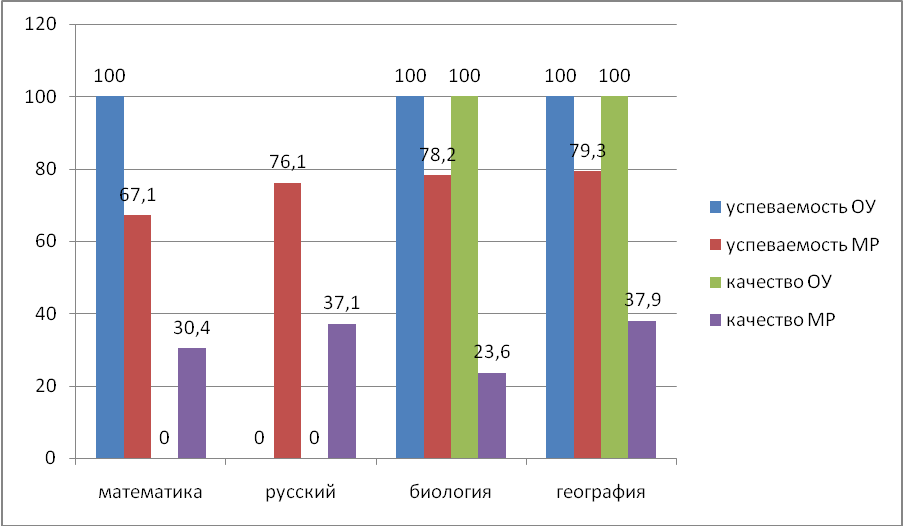 120
100
80
60
40
20
0
100
67,1
0
30,4
0
76,1
0
37,1
100
78,2
100
23,6
100
79,3
100
37,9
математика
русский
биология
география
успеваемость ОУ
успеваемость МР
качество ОУ
качество МР